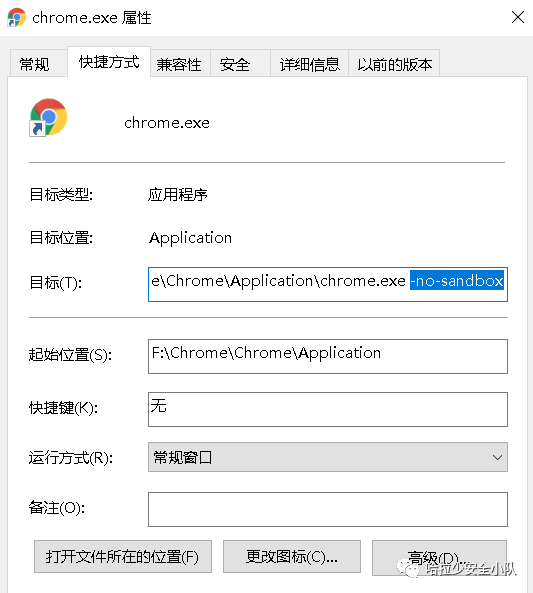 chrome.exe 属性
常规 快捷方式 兼容性 安全 详细信息 以前的版本
chrome.exe
目标类型: 应用程序
目标位置: Application
目标(T): e\Chrome\Application\chrome.exe -no-sandbox
起始位置(S): F:\Chrome\Chrome\Application
快捷键(K): 无
运行方式(R): 常规窗口
备注(O):
打开文件所在的位置(F) 更改图标(C)... 高级(D)...
哈拉少安全小队